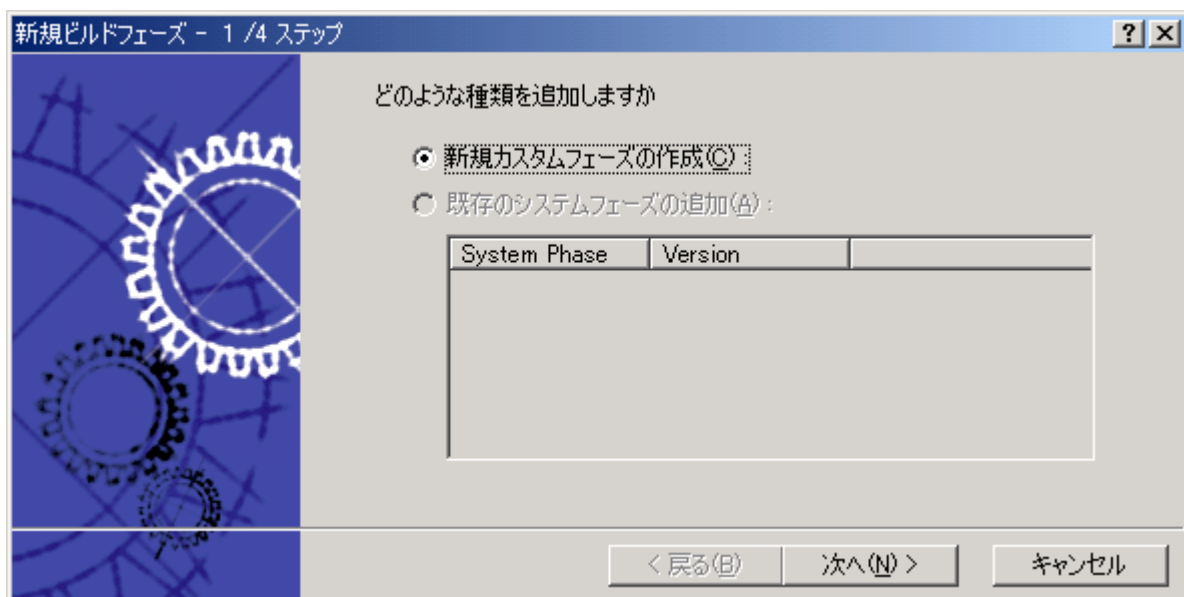 新規ビルドフェーズ - 1 /4 ステップ
どのような種類を追加しますか
新規カスタムフェーズの作成(C) :
既存のシステムフェーズの追加(A) :
System Phase Version
< 戻る(B) 次へ(N) > キャンセル